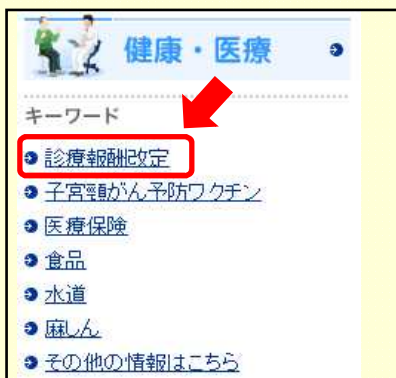 健康・医療
キーワード
診療報酬改定
子宮頸がん予防ワクチン
医療保険
食品
水道
麻しん
その他の情報はこちら